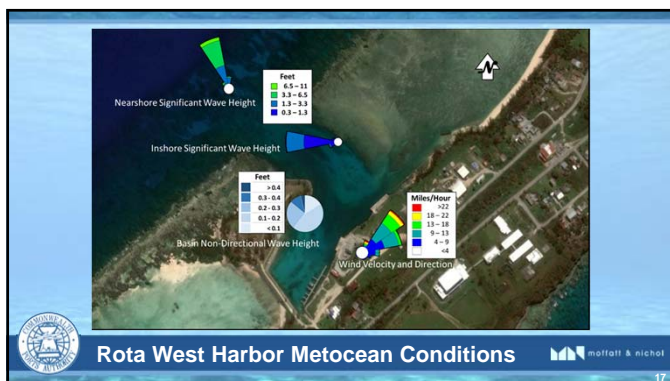 N
Feet
6.5 – 11
3.3 – 6.5
1.3 – 3.3
0.3 – 1.3
Nearshore Significant Wave Height
Inshore Significant Wave Height
Feet
> 0.4
0.3 - 0.4
0.2 - 0.3
0.1 - 0.2
< 0.1
Basin Non-Directional Wave Height
Miles/Hour
>22
18 – 22
13 – 18
9 – 13
4 – 9
<4
Wind Velocity and Direction
COMMONWEALTH
PORTS AUTHORITY
Rota West Harbor Metocean Conditions
moffatt & nichol
17